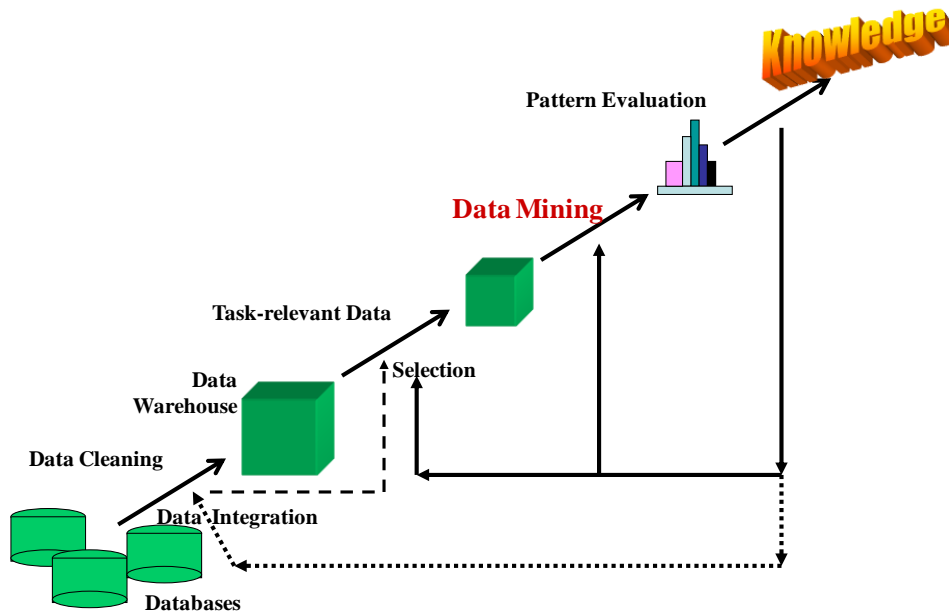 Knowledge
Pattern Evaluation
Data Mining
Task-relevant Data
Selection
Data
Warehouse
Data Cleaning
Data Integration
Databases